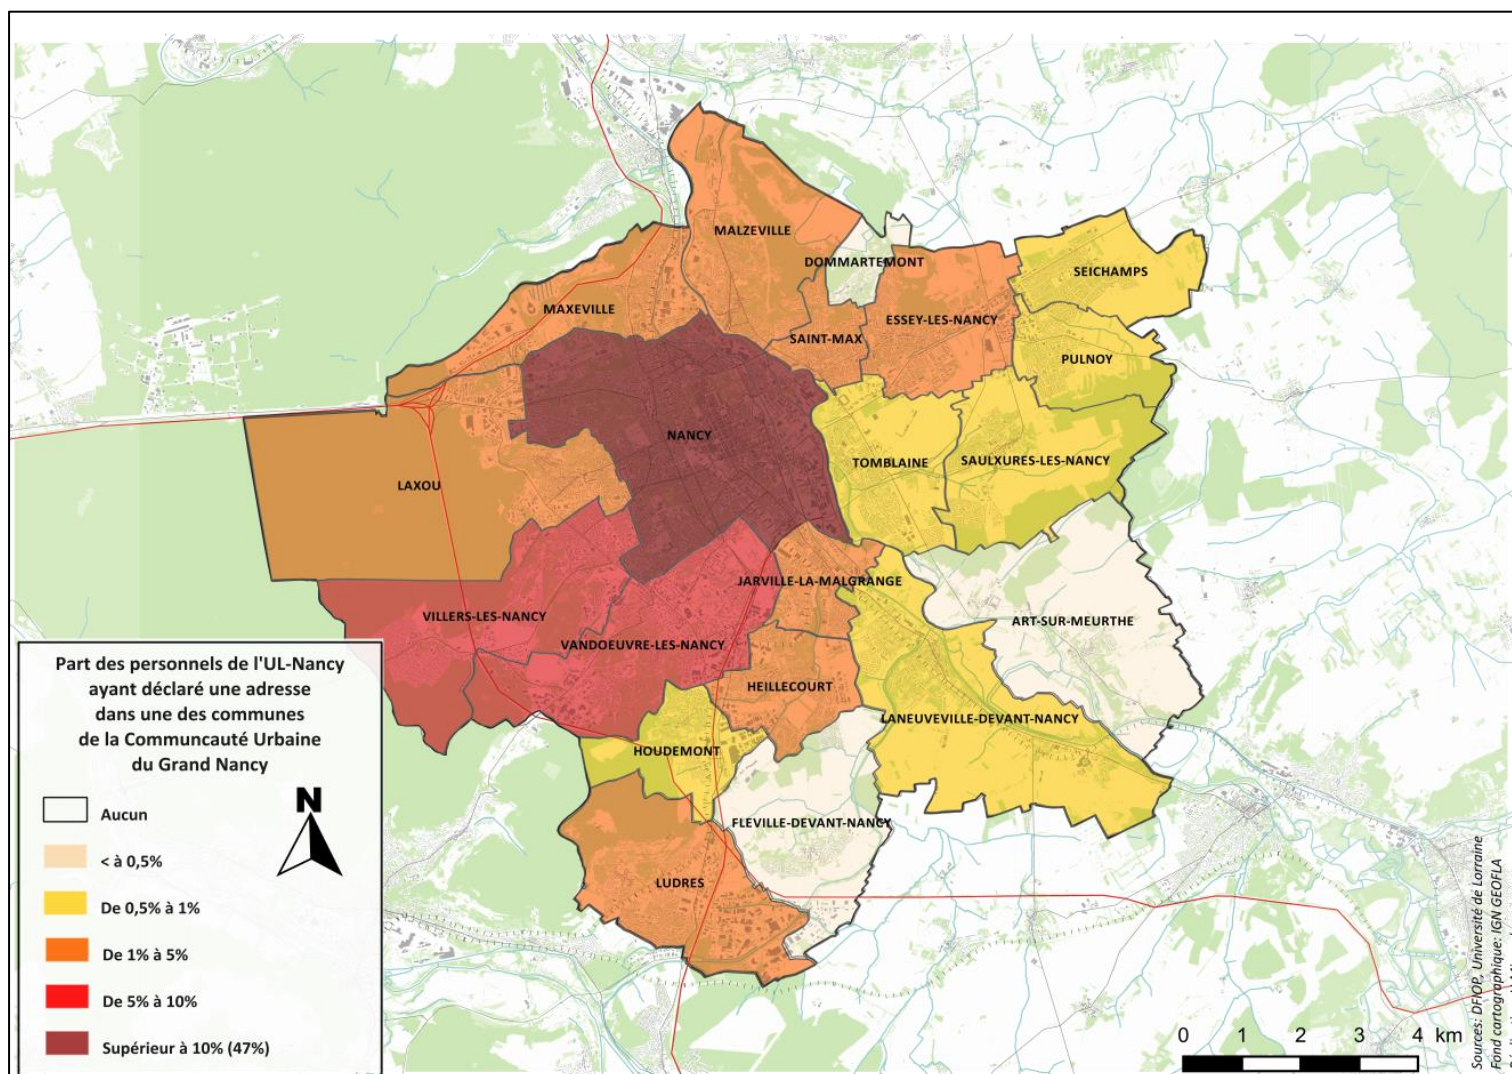 MALZEVILLE
DOMMARTEMONT
SEICHAMPS
MAXEVILLE
ESSEY-LES-NANCY
SAINT-MAX
PULNOY
NANCY
TOMBLAINE
SAULXURES-LES-NANCY
LAXOU
JARVILLE-LA-MALGRANGE
VILLERS-LES-NANCY
ART-SUR-MEURTHE
VANDOEUVRE-LES-NANCY
HEILLECOURT
LANEUVEVILLE-DEVANT-NANCY
HOUDEMONT
FLEVILLE-DEVANT-NANCY
LUDRES
Part des personnels de l'UL-Nancy
ayant déclaré une adresse
dans une des communes
de la Communcauté Urbaine
du Grand Nancy
N
Aucun
< à 0,5%
De 0,5% à 1%
De 1% à 5%
De 5% à 10%
Supérieur à 10% (47%)
0 1 2 3 4 km
Sources: DFIOP, Université de Lorraine
Fond cartographique: IGN GEOFLA